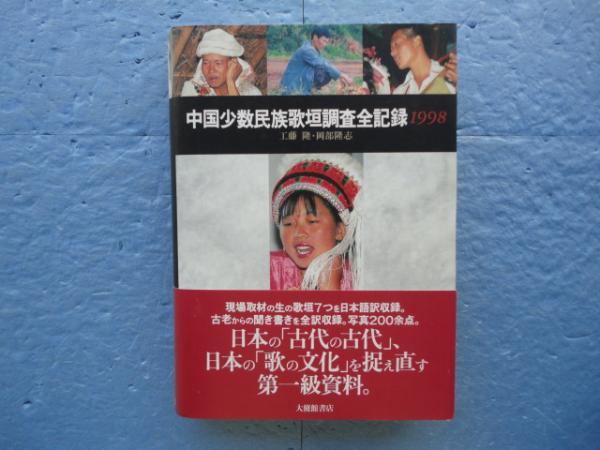 中国少数民族歌垣調査全記録1998
工藤 隆・岡部隆志
現場取材の生の歌垣7つを日本語訳収録。
古老からの聞き書きを全訳収録。写真200余点。
日本の「古代の古代」、
日本の「歌の文化」を捉え直す
第一級資料。
大修館書店